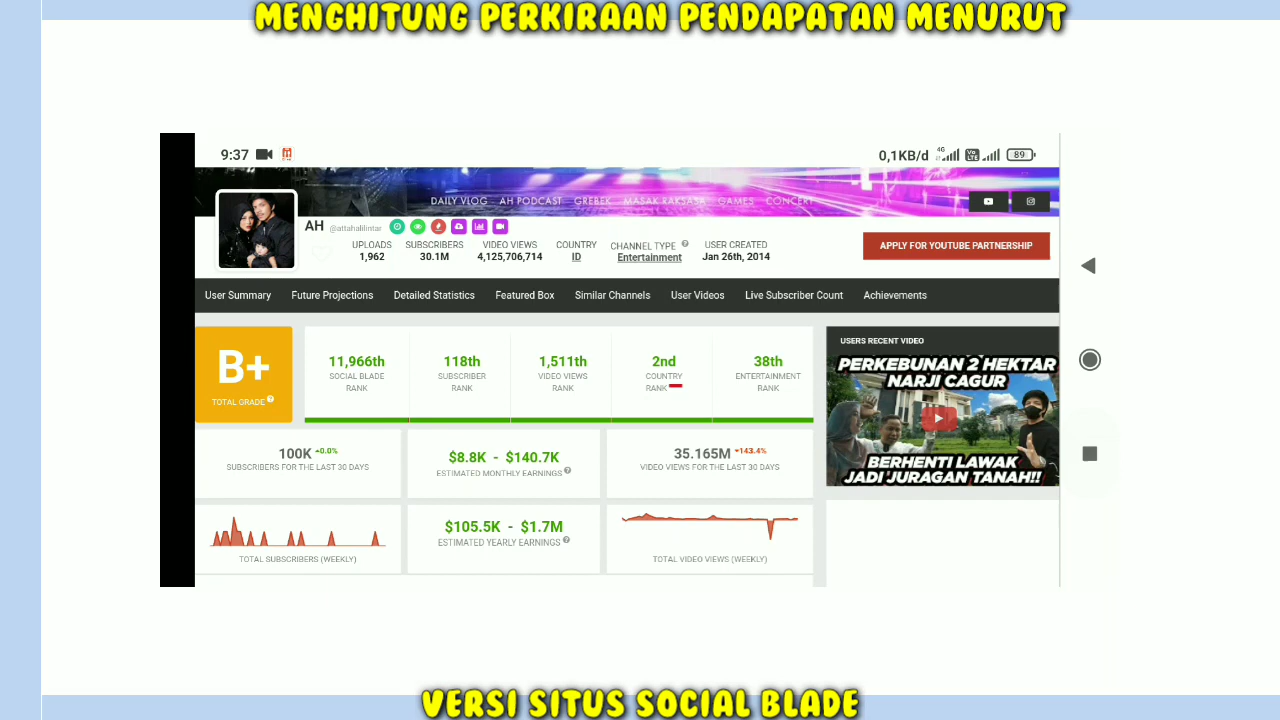 MENGHITUNG PERKIRAAN PENDAPATAN MENURUT
9:37
0,1KB/d 4G Vo LTE 89
DAILY VLOG AH PODCAST GREBEK MASAK RAKSASA GAMES CONCERT
AH @attahalilintar
UPLOADS SUBSCRIBERS VIDEO VIEWS COUNTRY CHANNEL TYPE USER CREATED
1,962 30.1M 4,125,706,714 ID Entertainment Jan 26th, 2014
APPLY FOR YOUTUBE PARTNERSHIP
User Summary Future Projections Detailed Statistics Featured Box Similar Channels User Videos Live Subscriber Count Achievements
B+
TOTAL GRADE
11,966th 118th 1,511th 2nd 38th
SOCIAL BLADE SUBSCRIBER VIDEO VIEWS COUNTRY ENTERTAINMENT
RANK RANK RANK RANK RANK
USERS RECENT VIDEO
PERKEBUNAN 2 HEKTAR
NARJI CAGUR
BERHENTI LAWAK
JADI JURAGAN TANAH!!
100K +0.0%
SUBSCRIBERS FOR THE LAST 30 DAYS
$8.8K - $140.7K
ESTIMATED MONTHLY EARNINGS
35.165M -143.4%
VIDEO VIEWS FOR THE LAST 30 DAYS
TOTAL SUBSCRIBERS (WEEKLY)
$105.5K - $1.7M
ESTIMATED YEARLY EARNINGS
TOTAL VIDEO VIEWS (WEEKLY)
VERSI SITUS SOCIAL BLADE